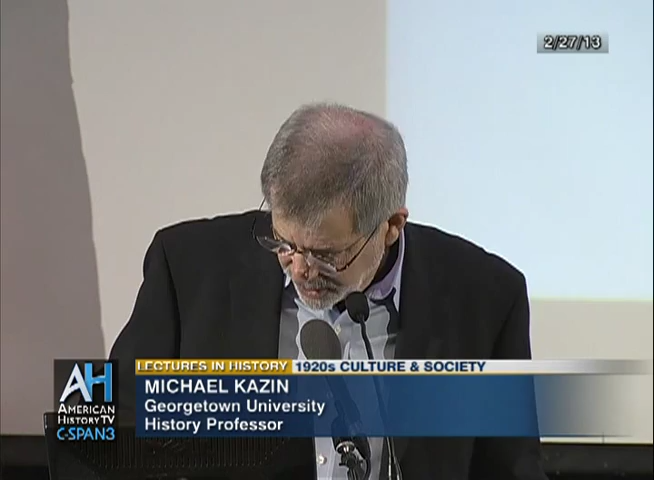 2/27/13
LECTURES IN HISTORY 1920s CULTURE & SOCIETY
AH
AMERICAN
HISTORY TV
C-SPAN3
MICHAEL KAZIN
Georgetown University
History Professor